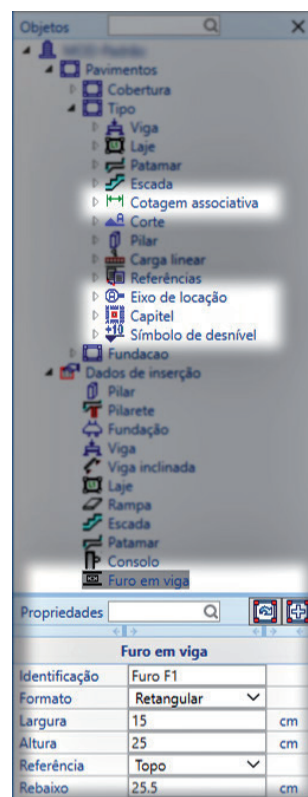 Objetos
MOD-Padrão
Pavimentos
Cobertura
Tipo
Viga
Laje
Patamar
Escada
Cotagem associativa
Corte
Pilar
Carga linear
Referências
Eixo de locação
Capitel
Símbolo de desnível
Fundacao
Dados de inserção
Pilar
Pilarete
Fundação
Viga
Viga inclinada
Laje
Rampa
Escada
Patamar
Consolo
Furo em viga
Propriedades
Furo em viga
Identificação Furo F1
Formato Retangular
Largura 15 cm
Altura 25 cm
Referência Topo
Rebaixo 25.5 cm